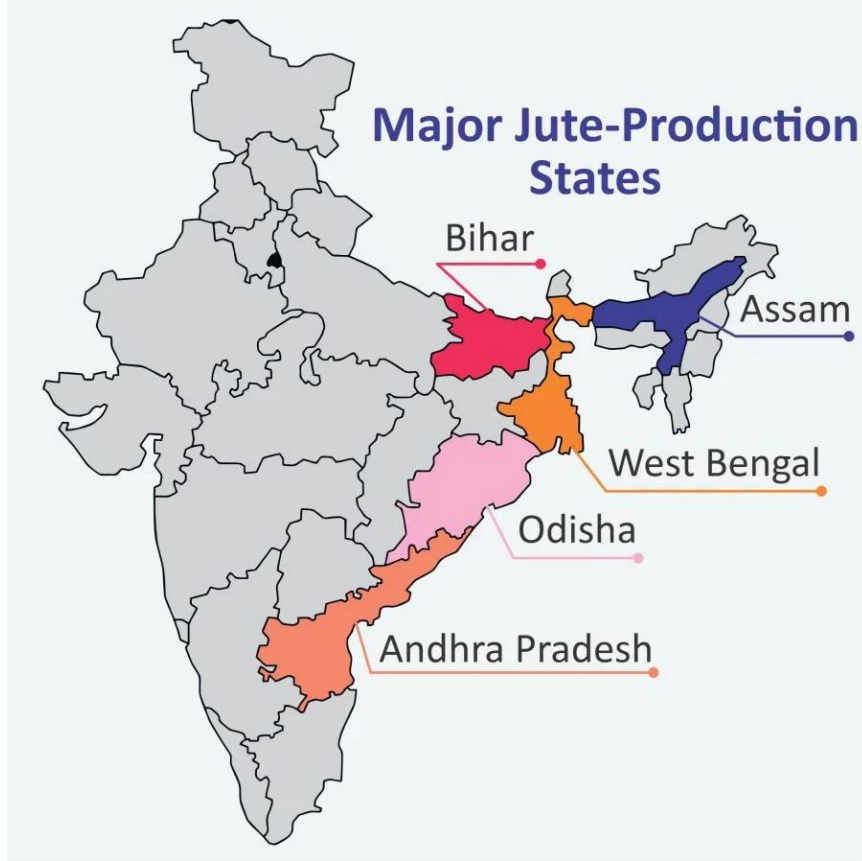 Major Jute-Production
States
Bihar
Assam
West Bengal
Odisha
Andhra Pradesh